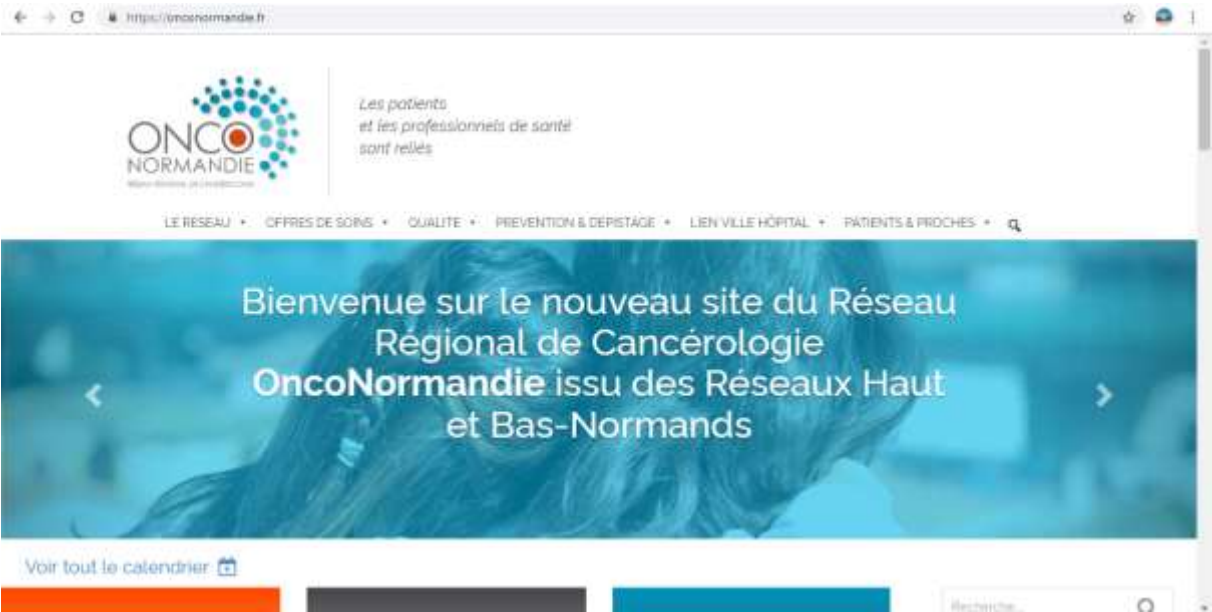 https://onconormandie.fr
ONCO
NORMANDIE
Les patients
et les professionnels de santé
sont reliés
LE RESEAU
OFFRES DE SOINS
QUALITE
PREVENTION & DEPISTAGE
LIEN VILLE HÔPITAL
PATIENTS & PROCHES
Bienvenue sur le nouveau site du Réseau
Régional de Cancérologie
OncoNormandie issu des Réseaux Haut
et Bas-Normands
Voir tout le calendrier
Recherche...